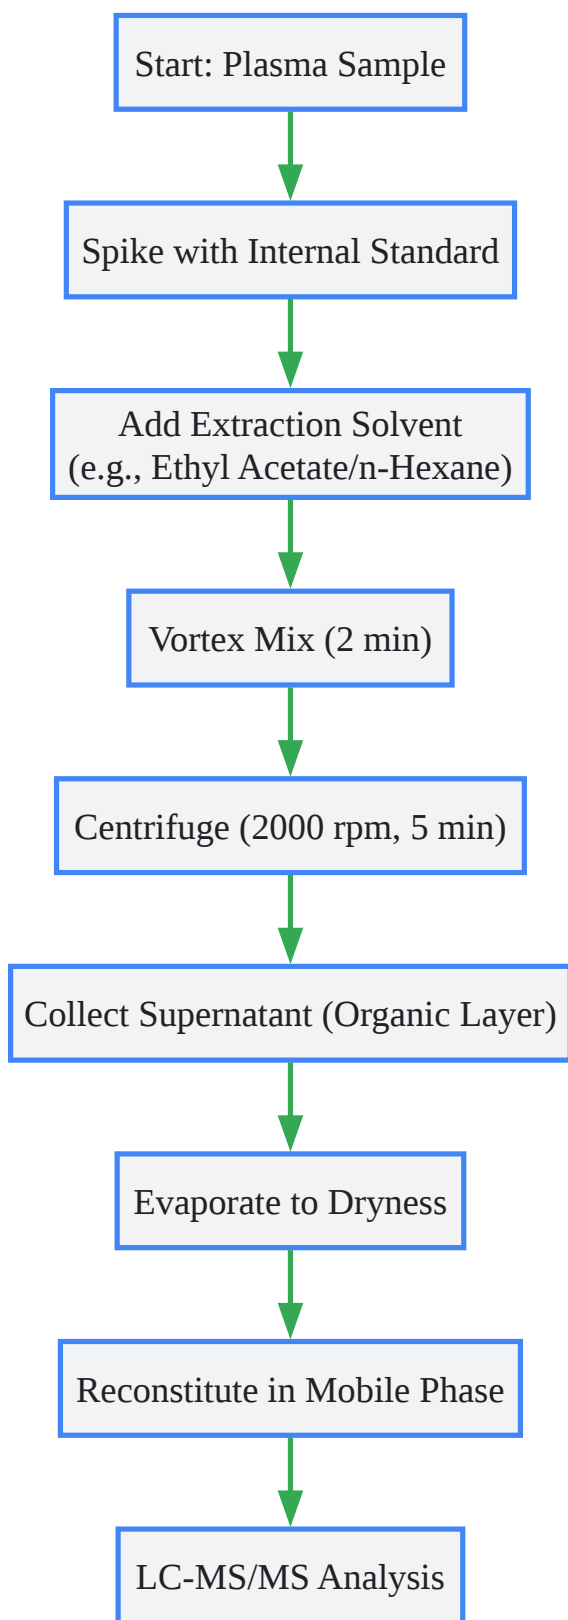 Start: Plasma Sample
Spike with Internal Standard
Add Extraction Solvent
(e.g., Ethyl Acetate/n-Hexane)
Vortex Mix (2 min)
Centrifuge (2000 rpm, 5 min)
Collect Supernatant (Organic Layer)
Evaporate to Dryness
Reconstitute in Mobile Phase
LC-MS/MS Analysis